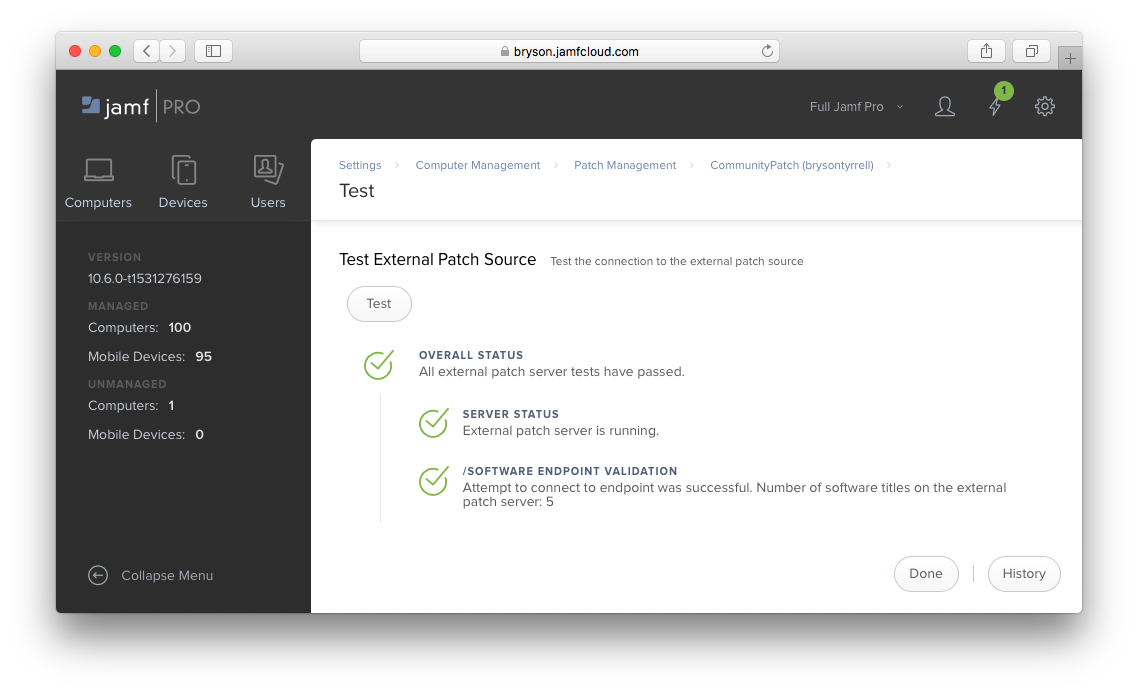 bryson.jamfcloud.com
jamf PRO
Full Jamf Pro
1
Computers
Devices
Users
Settings
Computer Management
Patch Management
CommunityPatch (brysontyrrell)
Test
VERSION
10.6.0-t1531276159
MANAGED
Computers: 100
Mobile Devices: 95
UNMANAGED
Computers: 1
Mobile Devices: 0
Collapse Menu
Test External Patch Source Test the connection to the external patch source
Test
OVERALL STATUS
All external patch server tests have passed.
SERVER STATUS
External patch server is running.
/SOFTWARE ENDPOINT VALIDATION
Attempt to connect to endpoint was successful. Number of software titles on the external
patch server: 5
Done
History